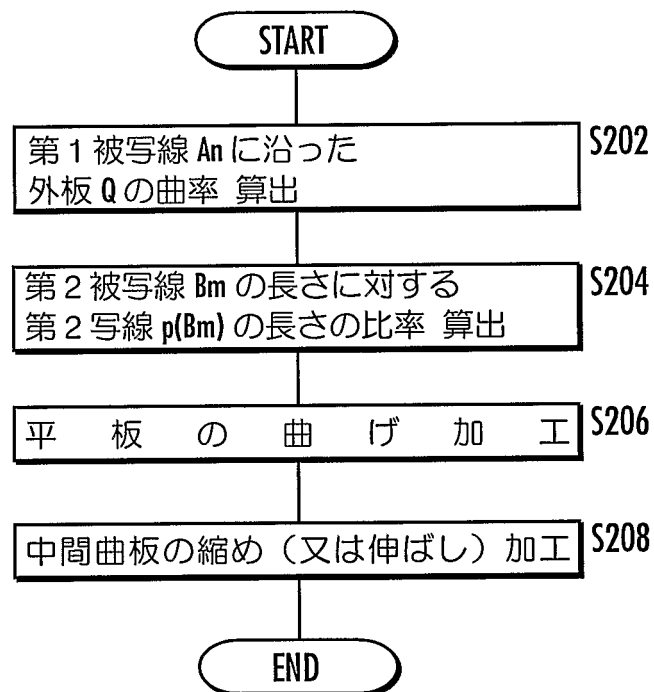 START
S202
第1被写線 Anに沿った
外板Qの曲率 算出
S204
第2被写線 Bm の長さに対する
第2写線 p(Bm) の長さの比率 算出
S206
平板の曲げ加工
S208
中間曲板の縮め（又は伸ばし）加工
END